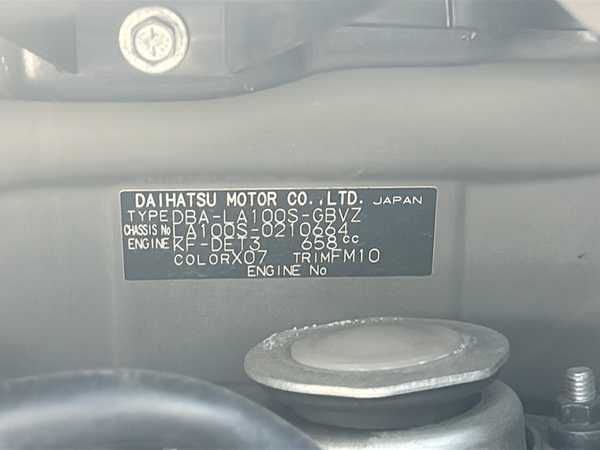 DAIHATSU MOTOR CO.,LTD. JAPAN
TYPE DBA-LA100S-GBVZ
CHASSIS No LA100S-0210664
ENGINE KF-DET3 658cc
COLOR X07 TRIM FM10
ENGINE No